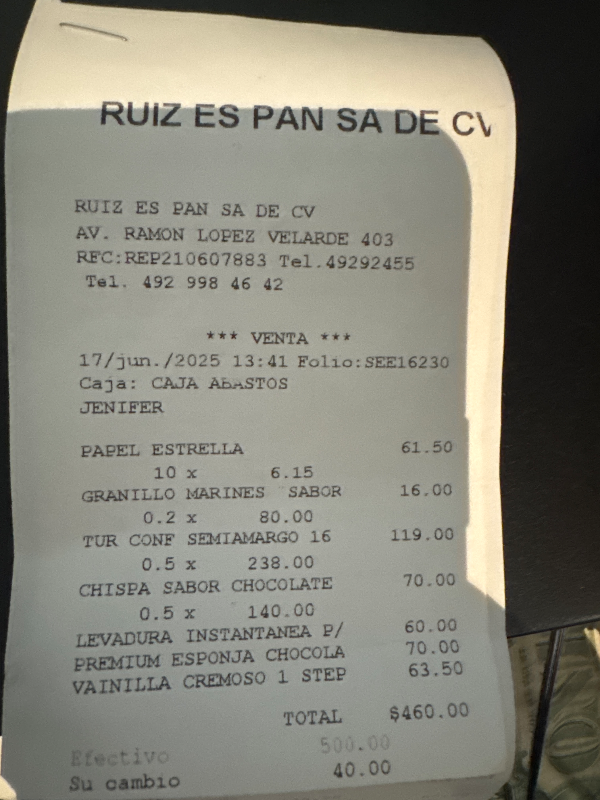 RUIZ ES PAN SA DE CV
RUIZ ES PAN SA DE CV
AV. RAMON LOPEZ VELARDE 403
RFC:REP210607883 Tel.49292455
Tel. 492 998 46 42
*** VENTA ***
17/jun./2025 13:41 Folio:SEE16230
Caja: CAJA ABASTOS
JENIFER
PAPEL ESTRELLA 61.50
10 x 6.15
GRANILLO MARINES SABOR 16.00
0.2 x 80.00
TUR CONF SEMIAMARGO 16 119.00
0.5 x 238.00
CHISPA SABOR CHOCOLATE 70.00
0.5 x 140.00
LEVADURA INSTANTANEA P/ 60.00
PREMIUM ESPONJA CHOCOLA 70.00
VAINILLA CREMOSO 1 STEP 63.50
TOTAL $460.00
Efectivo 500.00
Su cambio 40.00